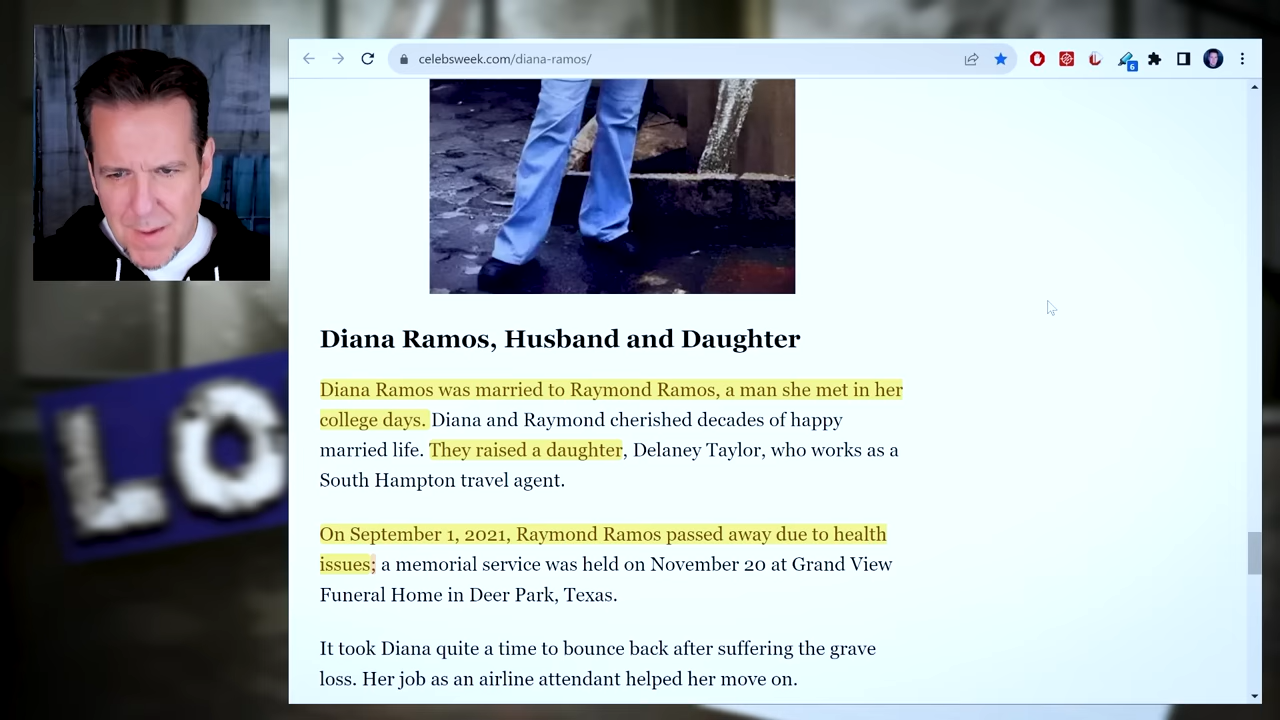 celebsweek.com/diana-ramos/
6
Diana Ramos, Husband and Daughter
Diana Ramos was married to Raymond Ramos, a man she met in her
college days. Diana and Raymond cherished decades of happy
married life. They raised a daughter, Delaney Taylor, who works as a
South Hampton travel agent.
On September 1, 2021, Raymond Ramos passed away due to health
issues; a memorial service was held on November 20 at Grand View
Funeral Home in Deer Park, Texas.
It took Diana quite a time to bounce back after suffering the grave
loss. Her job as an airline attendant helped her move on.
LO